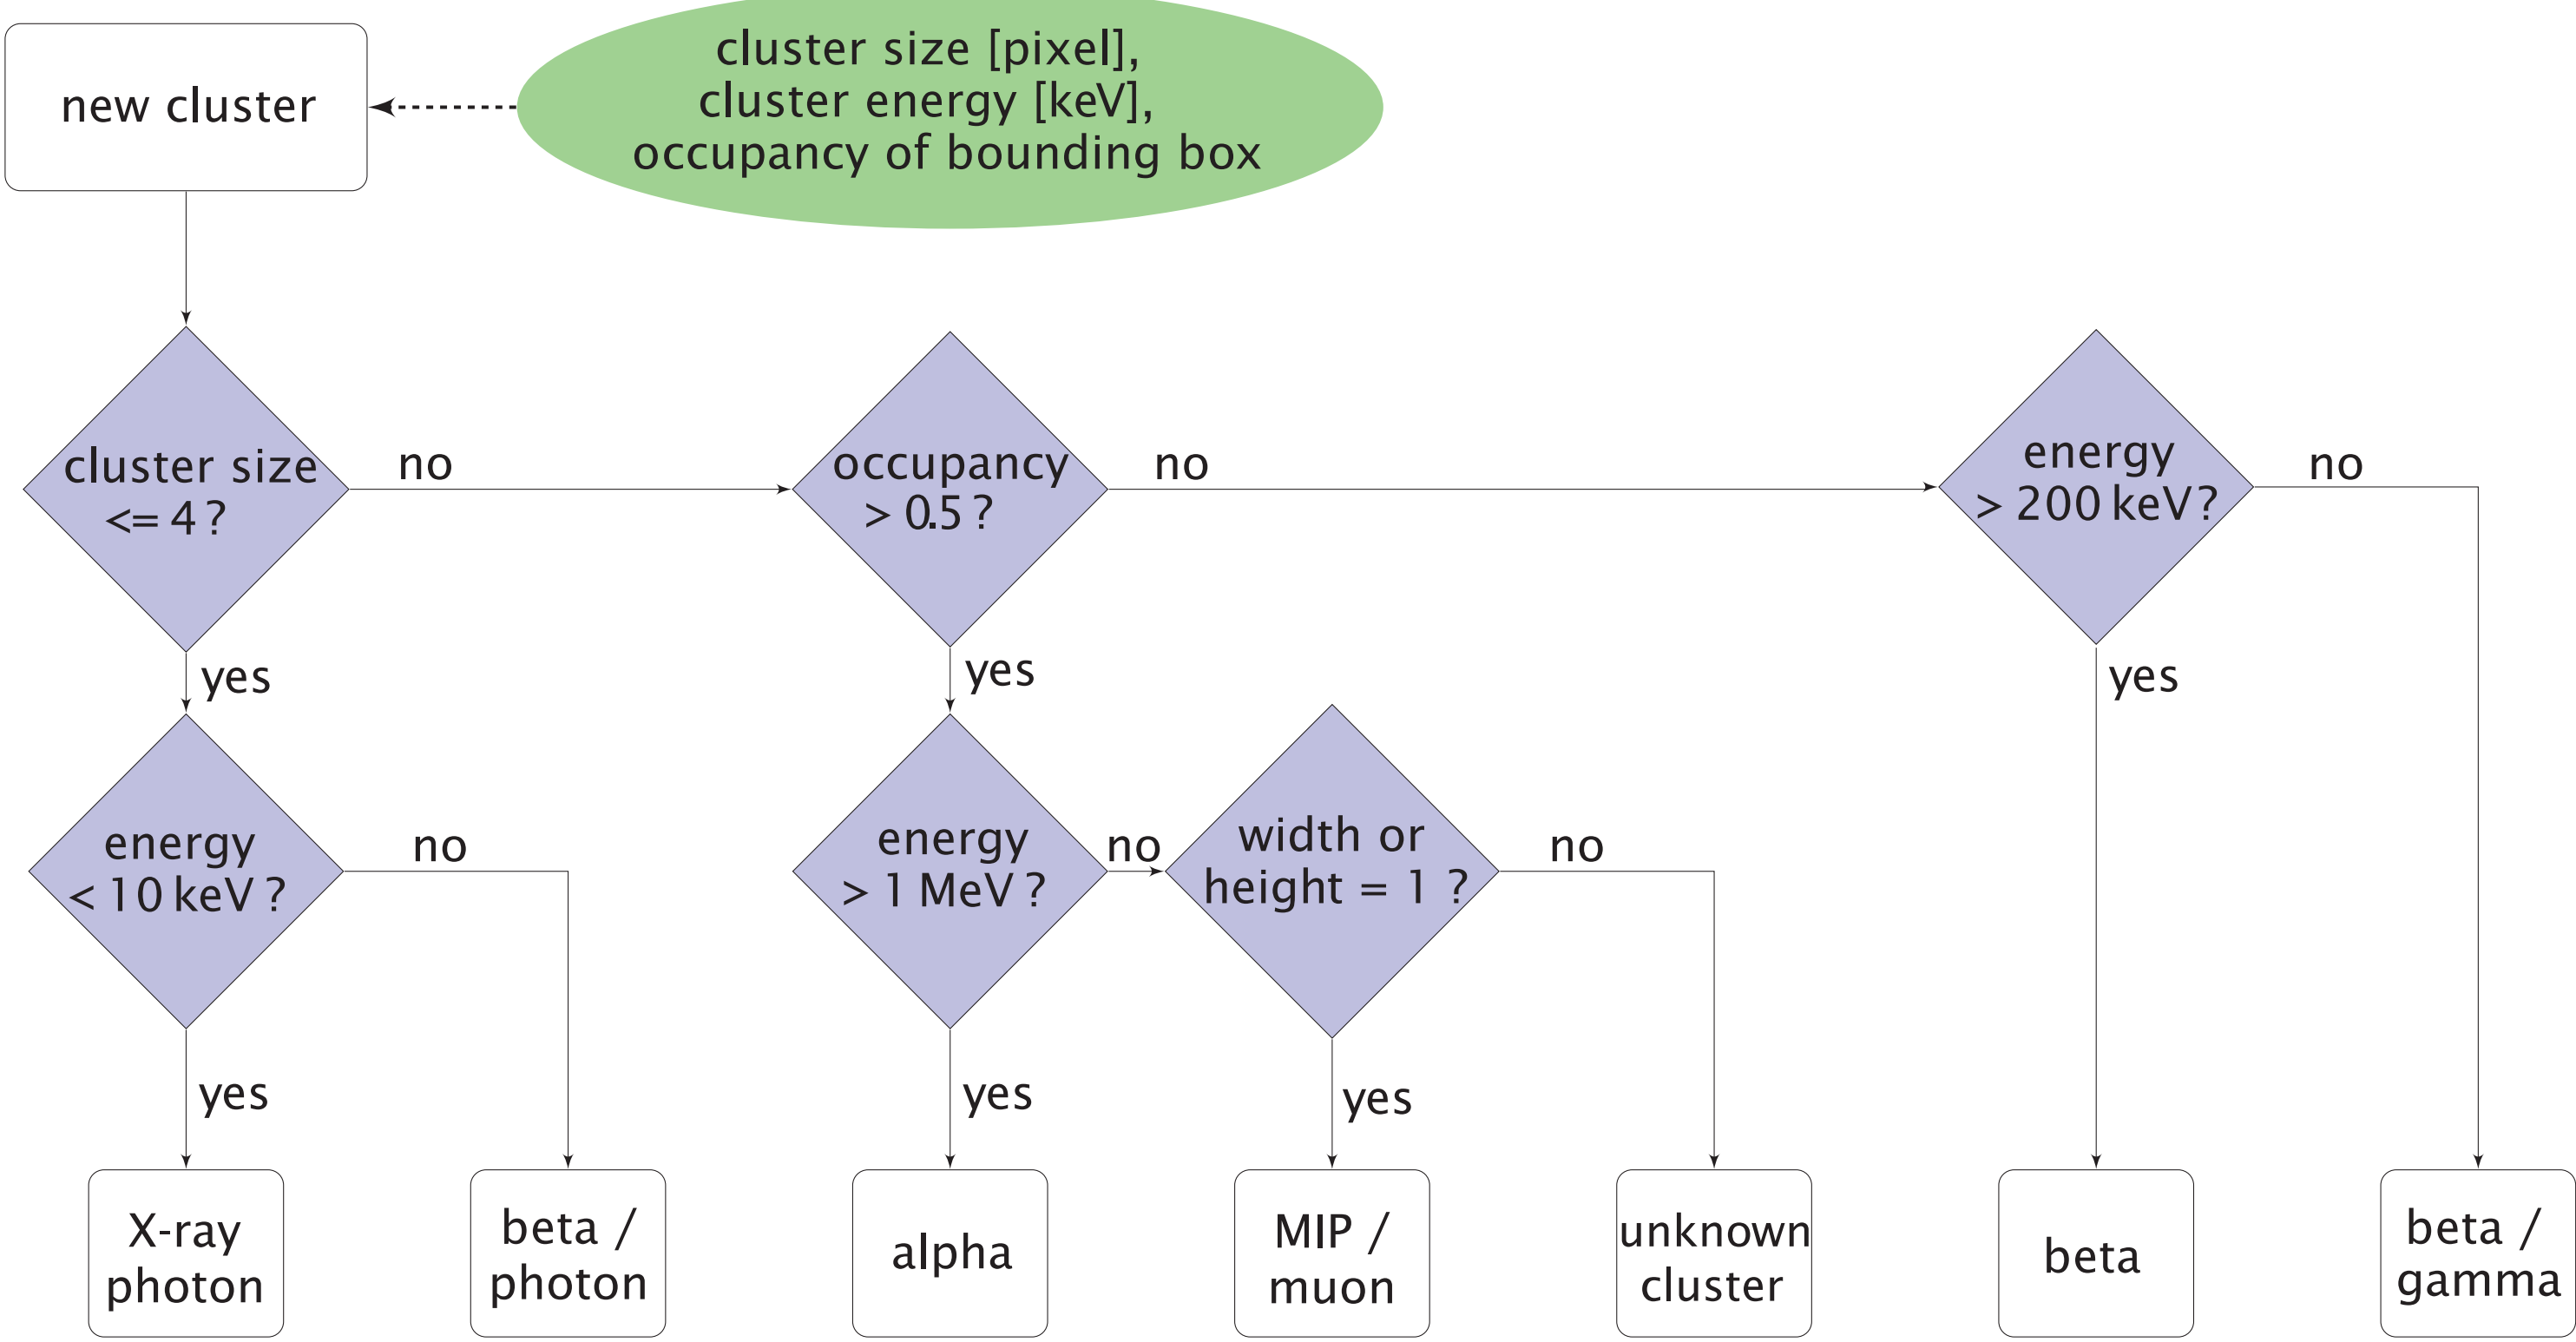 new cluster
cluster size [pixel],
cluster energy [keV],
occupancy of bounding box
cluster size
<= 4 ?
no
occupancy
> 0.5 ?
no
energy
> 200 keV?
no
yes
yes
yes
energy
< 10 keV ?
no
energy
> 1 MeV ?
no
width or
height = 1 ?
no
yes
yes
yes
X-ray
photon
beta /
photon
alpha
MIP /
muon
unknown
cluster
beta
beta /
gamma